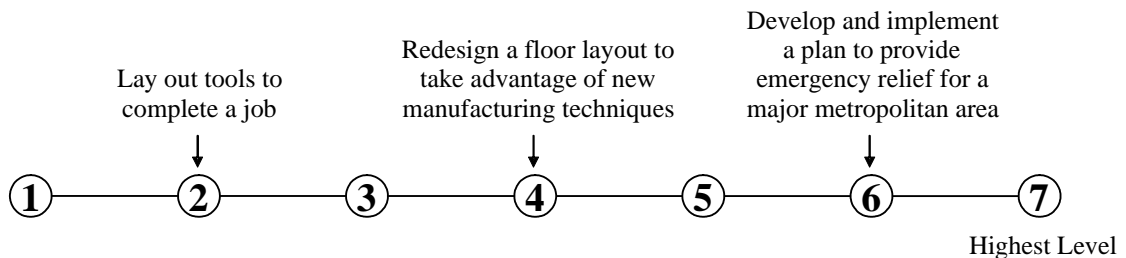 Lay out tools to
complete a job
Redesign a floor layout to
take advantage of new
manufacturing techniques
Develop and implement
a plan to provide
emergency relief for a
major metropolitan area
1 2 3 4 5 6 7
Highest Level